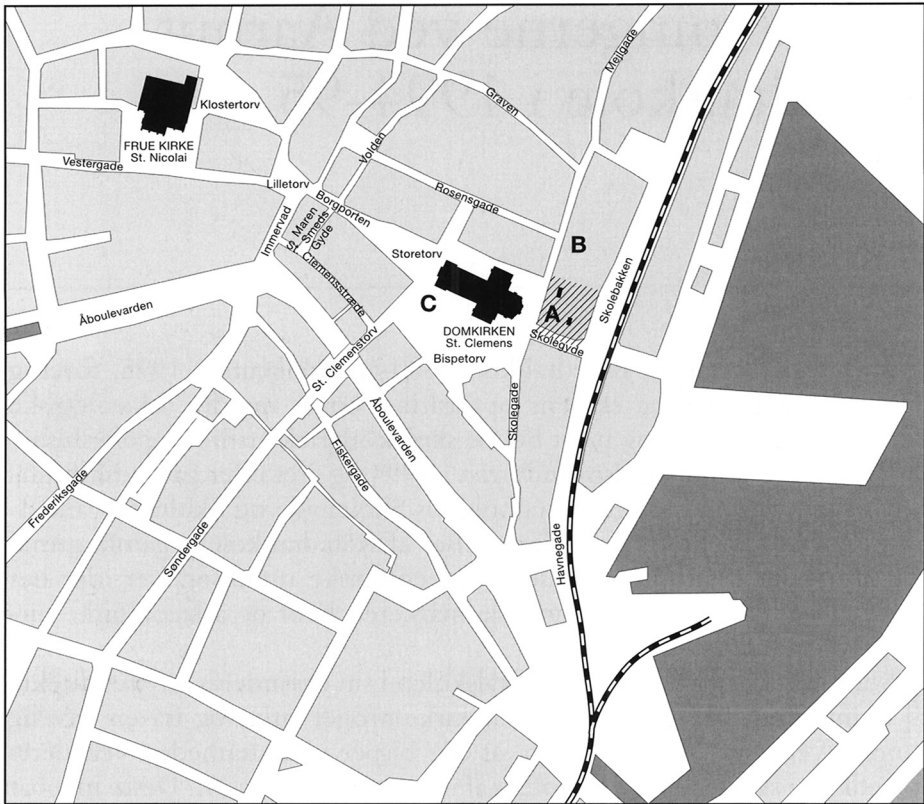 Mejlgade
Graven
Klostertorv
FRUE KIRKE
St. Nicolai
Vestergade
Volden
Lilletorv
Borgporten
Rosensgade
Immervad
Maren
Smeds
Gyde
St. Clemensstræde
Storetorv
B
Skolebakken
A
C
DOMKIRKEN
St. Clemens
Skolegyde
Bispetorv
Åboulevarden
St. Clemenstorv
Åboulevarden
Skolegade
Fiskergade
Frederiksgade
Søndergade
Havnegade